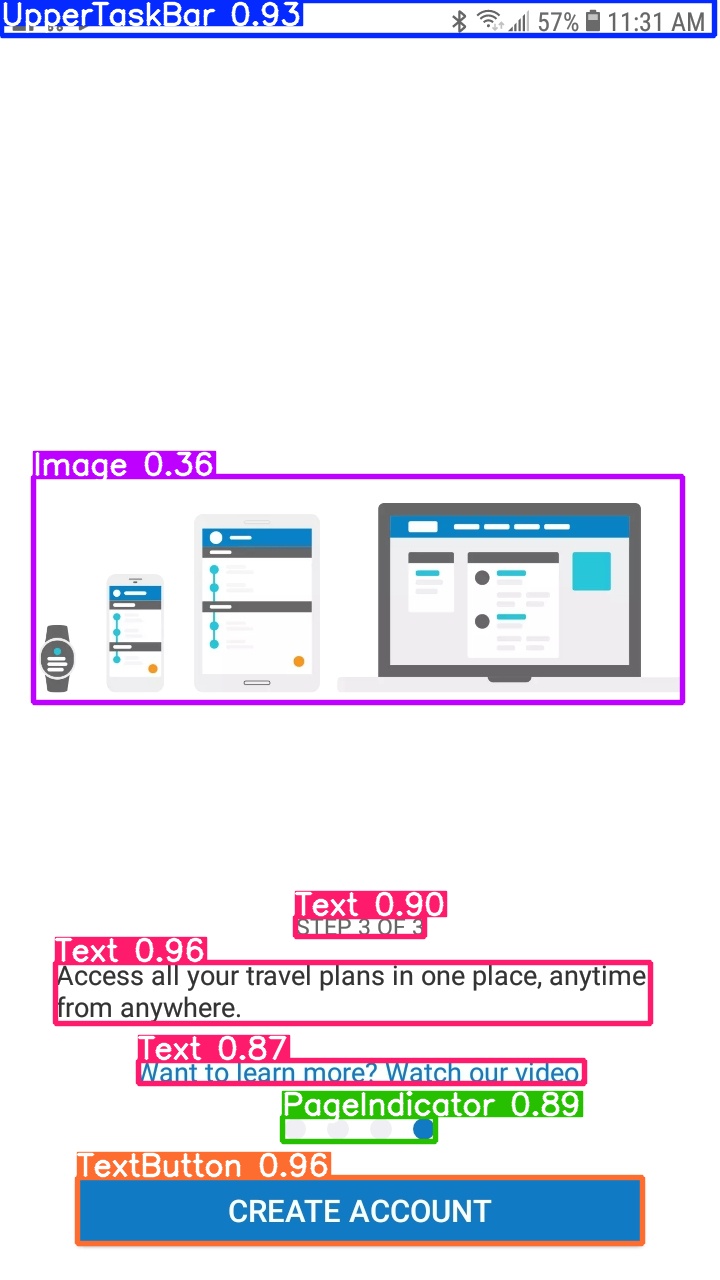 UpperTaskBar 0.93
57% 11:31 AM
Image 0.36
Text 0.90
STEP 3 OF 3
Text 0.96
Access all your travel plans in one place, anytime
from anywhere.
Text 0.87
Want to learn more? Watch our video
PageIndicator 0.89
TextButton 0.96
CREATE ACCOUNT